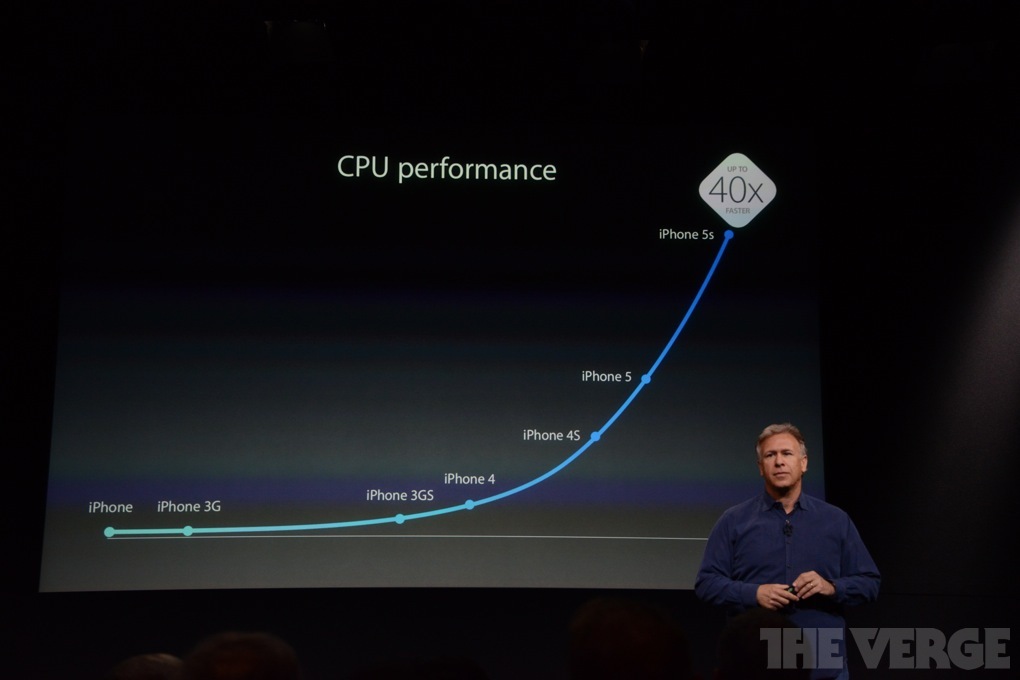 CPU performance
UP TO
40x
FASTER
iPhone 5s
iPhone 5
iPhone 4S
iPhone 4
iPhone 3GS
iPhone 3G
iPhone
THE VERGE